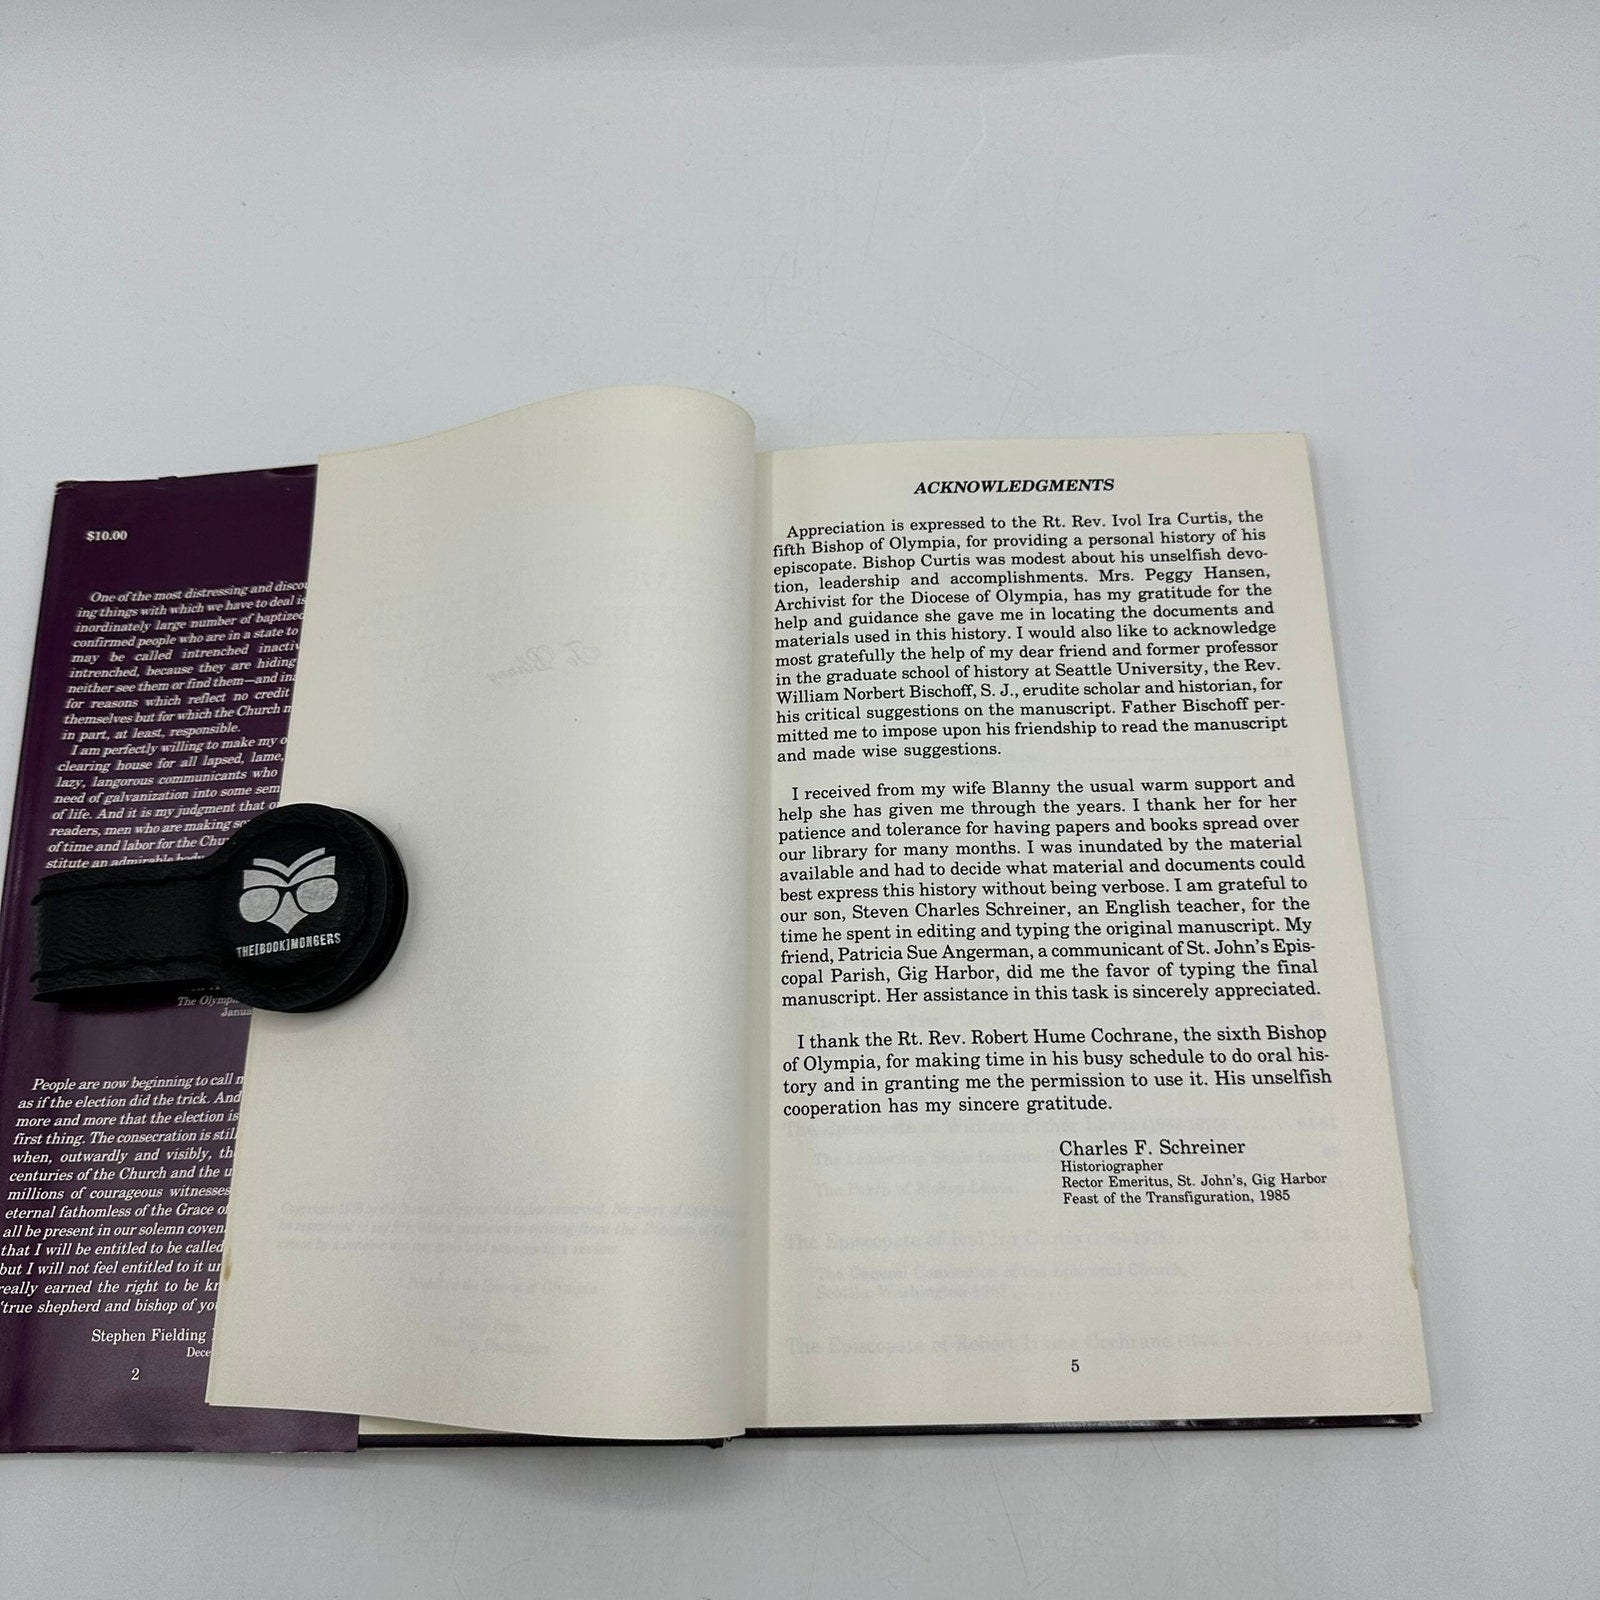 $10.00
One of the most distressing and
ing things with which we have to deal is
inordinately large number of baptized
confirmed people who are in a state to
may be called intrenched
intrenched, because they are hiding
neither see them or find them—and
for reasons which reflect no credit
themselves but for which the Church
in part, at least, responsible.
I am perfectly willing to make my
clearing house for all lapsed, lame,
lazy, langorous communicants who
need of galvanization into some
of life. And it is my judgment that
readers, men who are making
of time and labor for the
stitute an admirable body
The
THE[BOOK]MONGERS
People are now beginning to call
as if the election did the trick. And
more and more that the election is
first thing. The consecration is still
when, outwardly and visibly,
centuries of the Church and the
millions of courageous witnesses
eternal fathomless of the Grace of
all be present in our solemn
that I will be entitled to be called
but I will not feel entitled to it
really earned the right to be
'true shepherd and bishop of
Stephen Fielding
2
ACKNOWLEDGMENTS
Appreciation is expressed to the Rt. Rev. Ivol Ira Curtis, the
fifth Bishop of Olympia, for providing a personal history of his
episcopate. Bishop Curtis was modest about his unselfish devo-
tion, leadership and accomplishments. Mrs. Peggy Hansen,
Archivist for the Diocese of Olympia, has my gratitude for the
help and guidance she gave me in locating the documents and
materials used in this history. I would also like to acknowledge
most gratefully the help of my dear friend and former professor
in the graduate school of history at Seattle University, the Rev.
William Norbert Bischoff, S. J., erudite scholar and historian, for
his critical suggestions on the manuscript. Father Bischoff per-
mitted me to impose upon his friendship to read the manuscript
and made wise suggestions.
I received from my wife Blanny the usual warm support and
help she has given me through the years. I thank her for her
patience and tolerance for having papers and books spread over
our library for many months. I was inundated by the material
available and had to decide what material and documents could
best express this history without being verbose. I am grateful to
our son, Steven Charles Schreiner, an English teacher, for the
time he spent in editing and typing the original manuscript. My
friend, Patricia Sue Angerman, a communicant of St. John's Epis-
copal Parish, Gig Harbor, did me the favor of typing the final
manuscript. Her assistance in this task is sincerely appreciated.
I thank the Rt. Rev. Robert Hume Cochrane, the sixth Bishop
of Olympia, for making time in his busy schedule to do oral his-
tory and in granting me the permission to use it. His unselfish
cooperation has my sincere gratitude.
Charles F. Schreiner
Historiographer
Rector Emeritus, St. John's, Gig Harbor
Feast of the Transfiguration, 1985
5